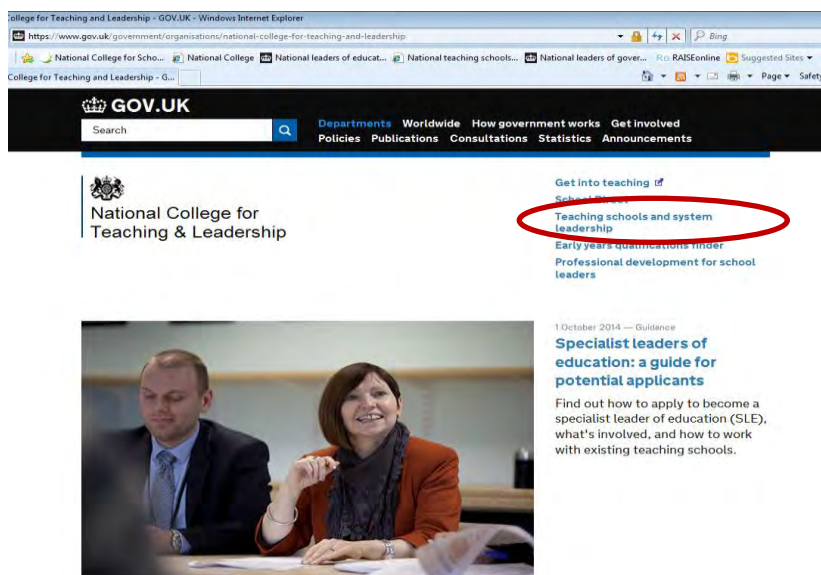 College for Teaching and Leadership - GOV.UK - Windows Internet Explorer
https://www.gov.uk/government/organisations/national-college-for-teaching-and-leadership
Bing
National College for Scho... National College National leaders of educat... National teaching schools... National leaders of gover... Ro RAISEonline Suggested Sites
College for Teaching and Leadership - G...
Page Safety
GOV.UK
Search
Departments Worldwide How government works Get involved
Policies Publications Consultations Statistics Announcements
National College for
Teaching & Leadership
Get into teaching
School Direct
Teaching schools and system
leadership
Early years qualifications finder
Professional development for school
leaders
1 October 2014 — Guidance
Specialist leaders of
education: a guide for
potential applicants
Find out how to apply to become a
specialist leader of education (SLE),
what's involved, and how to work
with existing teaching schools.